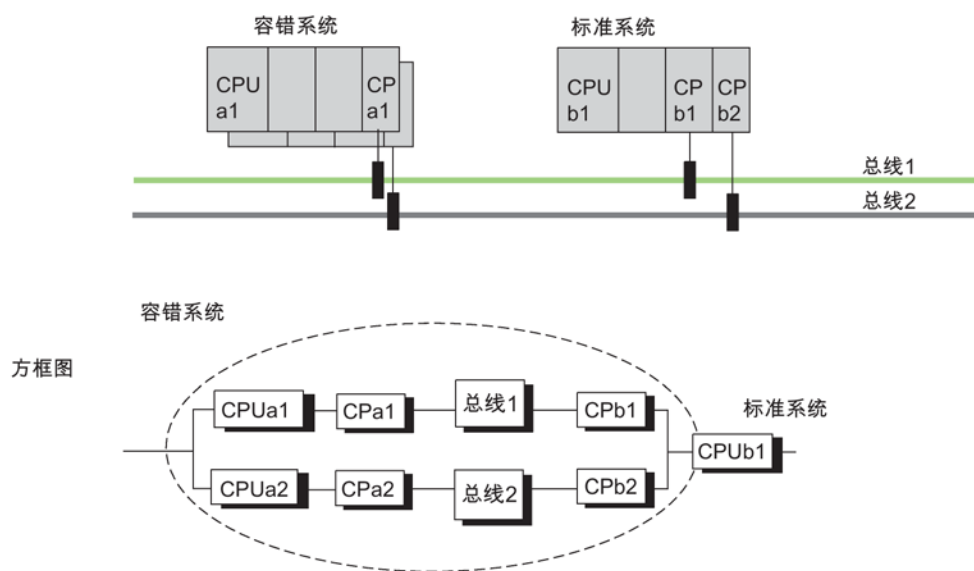 容错系统
标准系统
CPU
a1
CP
a1
CPU
b1
CP
b1
CP
b2
总线1
总线2
容错系统
方框图
CPUa1
CPa1
总线1
CPb1
标准系统
CPUb1
CPUa2
CPa2
总线2
CPb2